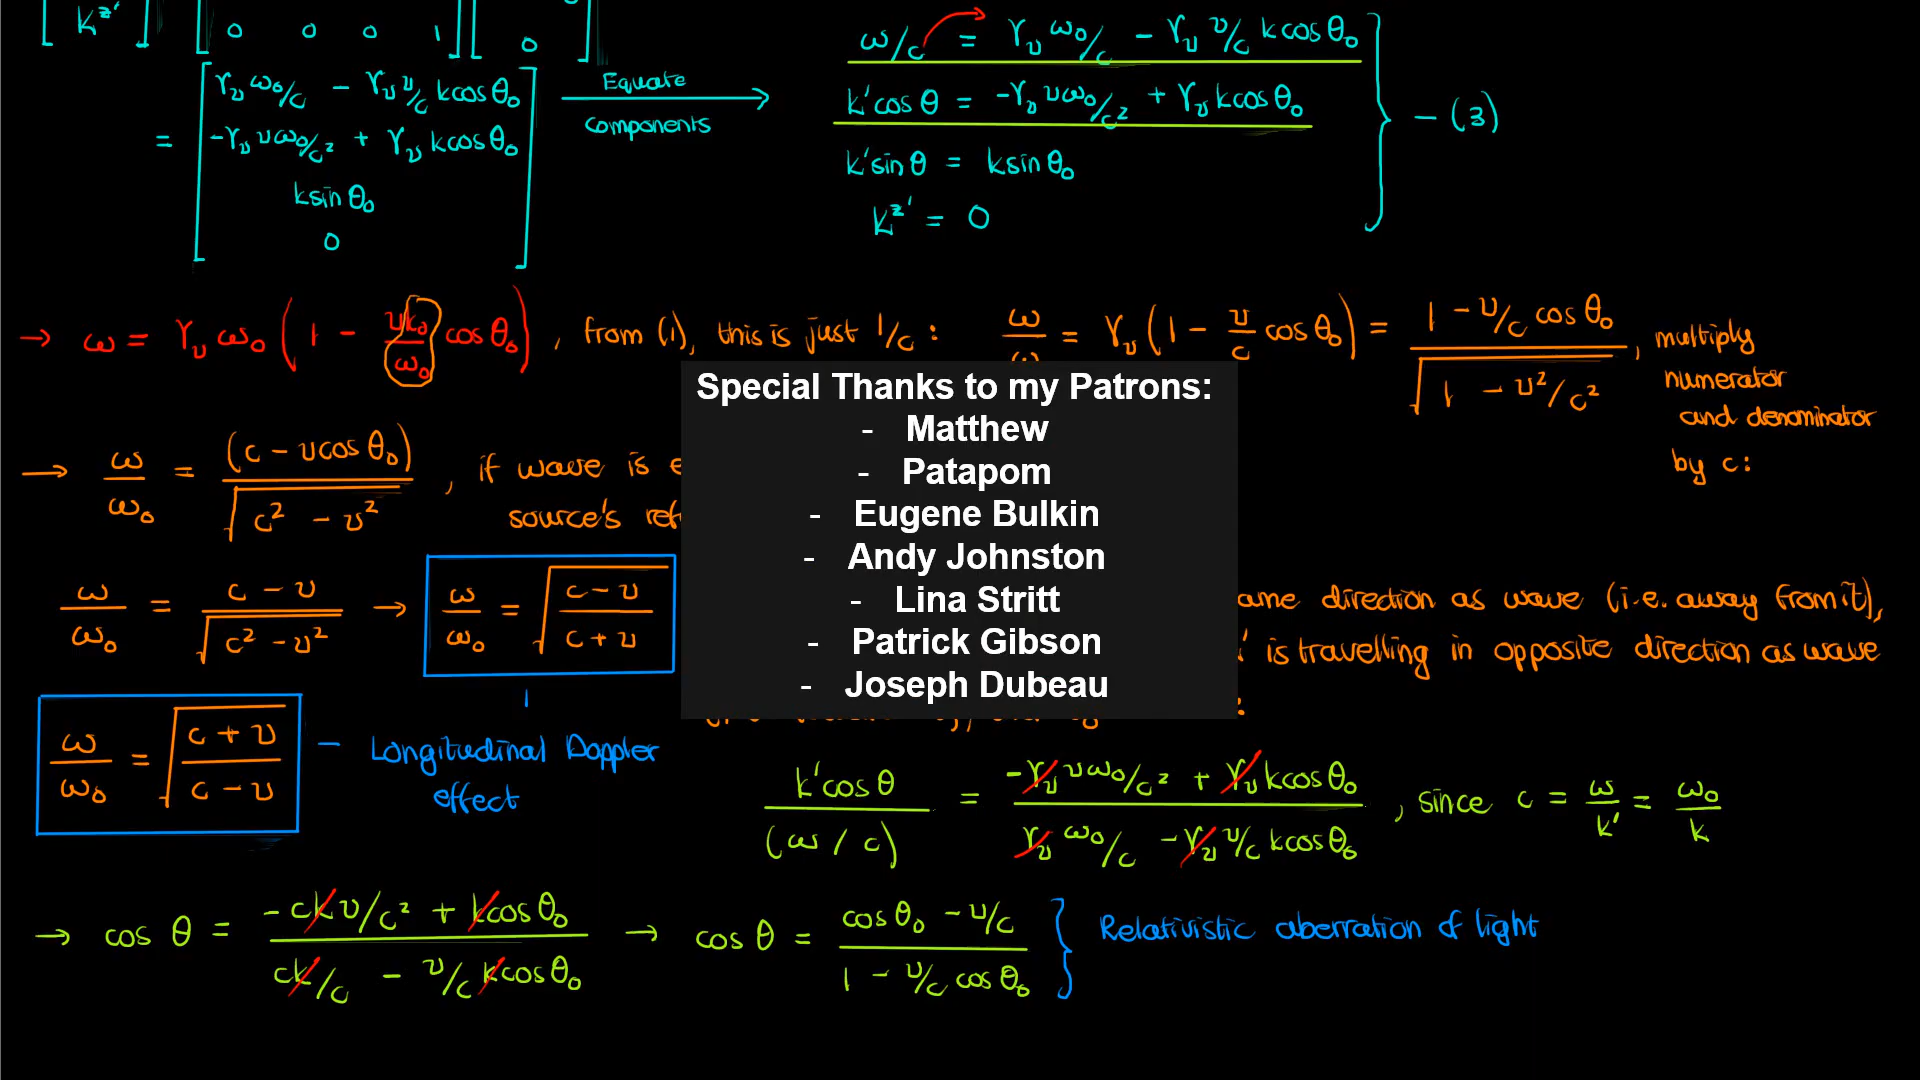 [ k^z' ] [ 0 0 0 1 ] [ 0 ]
ω/c = γ_v ω₀/c − γ_v v/c k cos θ₀
= [ γ_v ω₀/c − γ_v v/c k cos θ₀
−γ_v vω₀/c² + γ_v k cos θ₀
k sin θ₀
0 ]
Equate
components
k' cos θ = −γ_v vω₀/c² + γ_v k cos θ₀
k' sin θ = k sin θ₀
k^z' = 0
} − (3)
→ ω = γ_v ω₀ (1 − vk₀/ω₀ cos θ₀), from (1), this is just 1/c: ω/ω = γ_v (1 − v/c cos θ₀) = (1 − v/c cos θ₀)/√(1 − v²/c²), multiply
numerator
and denominator
by c:
→ ω/ω₀ = (c − v cos θ₀)/√(c² − v²), if wave is
source's
ω/ω₀ = (c − v)/√(c² − v²) → ω/ω₀ = √((c − v)/(c + v))
ame direction as wave (i.e. away from it),
is travelling in opposite direction as wave
:
ω/ω₀ = √((c + v)/(c − v)) − Longitudinal Doppler
effect
Special Thanks to my Patrons:
- Matthew
- Patapom
- Eugene Bulkin
- Andy Johnston
- Lina Stritt
- Patrick Gibson
- Joseph Dubeau
k' cos θ/(ω/c) = (−γ_v vω₀/c² + γ_v k cos θ₀)/(γ_v ω₀/c − γ_v v/c k cos θ₀), since c = ω/k' = ω₀/k
→ cos θ = (−ck v/c² + k cos θ₀)/(ck/c − v/c k cos θ₀) → cos θ = (cos θ₀ − v/c)/(1 − v/c cos θ₀) } Relativistic aberration of light